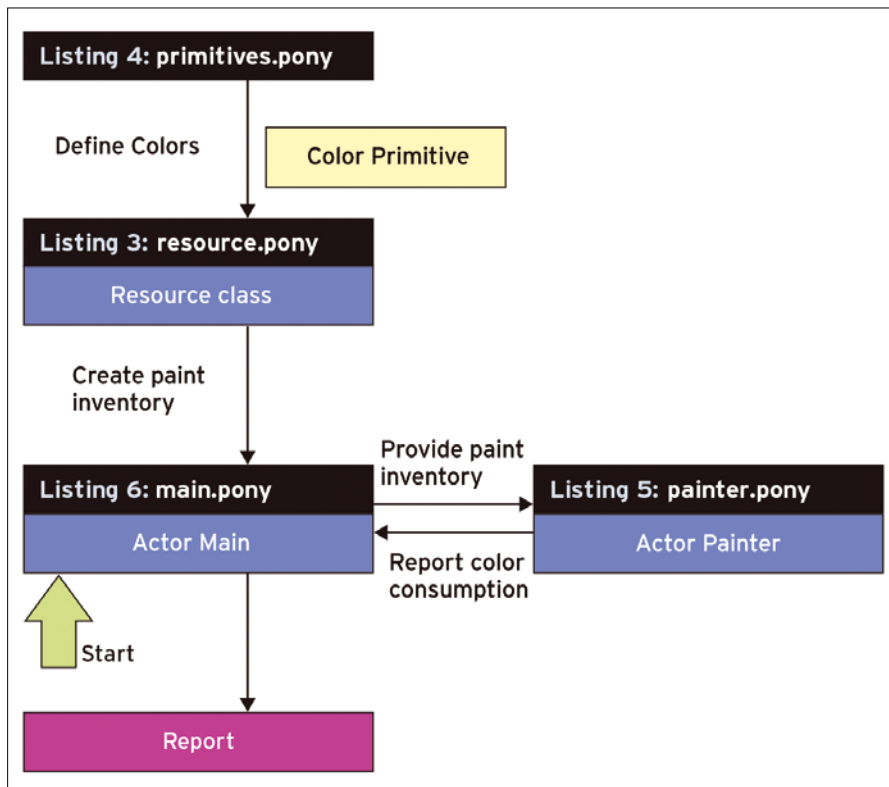 Listing 4: primitives.pony
Define Colors
Color Primitive
Listing 3: resource.pony
Resource class
Create paint
inventory
Provide paint
inventory
Listing 6: main.pony
Actor Main
Listing 5: painter.pony
Actor Painter
Report color
consumption
Start
Report